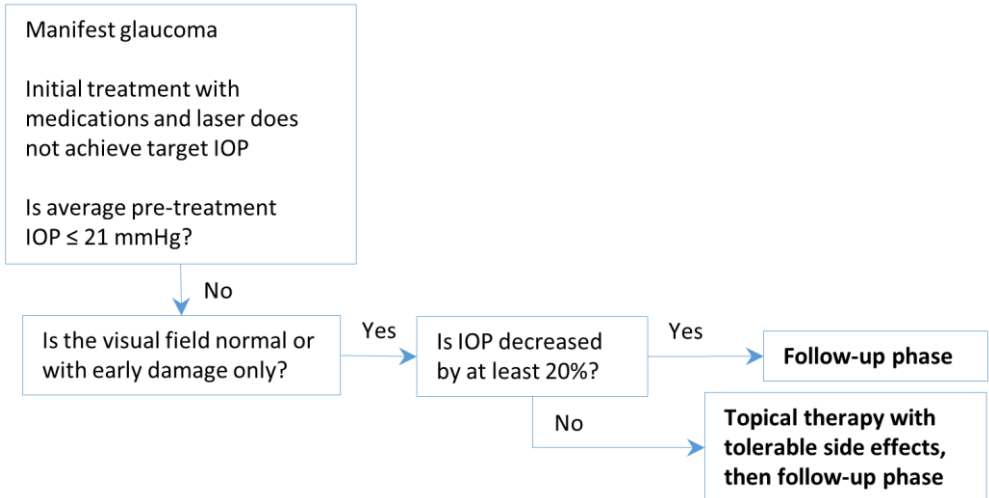 Manifest glaucoma
Initial treatment with
medications and laser does
not achieve target IOP
Is average pre-treatment
IOP ≤ 21 mmHg?
No
Is the visual field normal or
with early damage only?
Yes
Is IOP decreased
by at least 20%?
Yes
Follow-up phase
No
Topical therapy with
tolerable side effects,
then follow-up phase